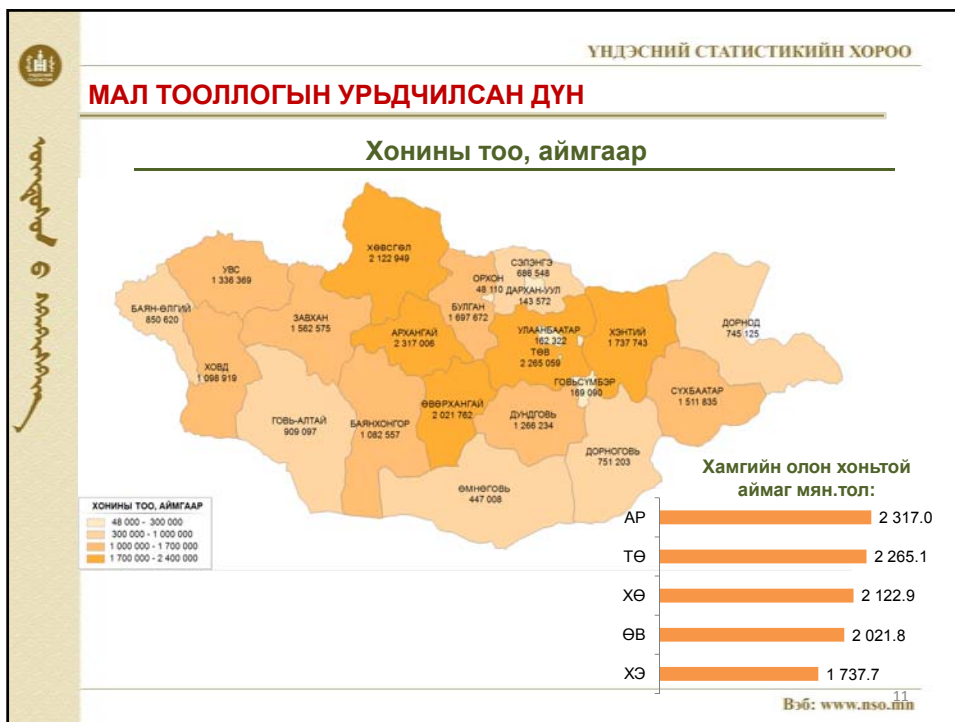 ҮНДЭСНИЙ СТАТИСТИКИЙН ХОРОО
МАЛ ТООЛЛОГЫН УРЬДЧИЛСАН ДҮН
Хонины тоо, аймгаар
ХӨВСГӨЛ
2 122 949
УВС
1 336 369
БАЯН-ӨЛГИЙ
850 620
ЗАВХАН
1 562 575
ХОВД
1 098 919
АРХАНГАЙ
2 317 006
ОРХОН
48 110
БУЛГАН
1 697 672
СЭЛЭНГЭ
686 548
ДАРХАН-УУЛ
143 572
УЛААНБААТАР
162 322
ТӨВ
2 265 059
ХЭНТИЙ
1 737 743
ДОРНОД
745 125
ГОВЬСҮМБЭР
169 090
СҮХБААТАР
1 511 835
ГОВЬ-АЛТАЙ
909 097
БАЯНХОНГОР
1 082 557
ӨВӨРХАНГАЙ
2 021 762
ДУНДГОВЬ
1 266 234
ДОРНОГОВЬ
751 203
ӨМНӨГОВЬ
447 008
ХОНИНЫ ТОО, АЙМГААР
48 000 - 300 000
300 000 - 1 000 000
1 000 000 - 1 700 000
1 700 000 - 2 400 000
Хамгийн олон хоньтой
аймаг мян.тол:
АР 2 317.0
ТӨ 2 265.1
ХӨ 2 122.9
ӨВ 2 021.8
ХЭ 1 737.7
11
Вэб: www.nso.mn